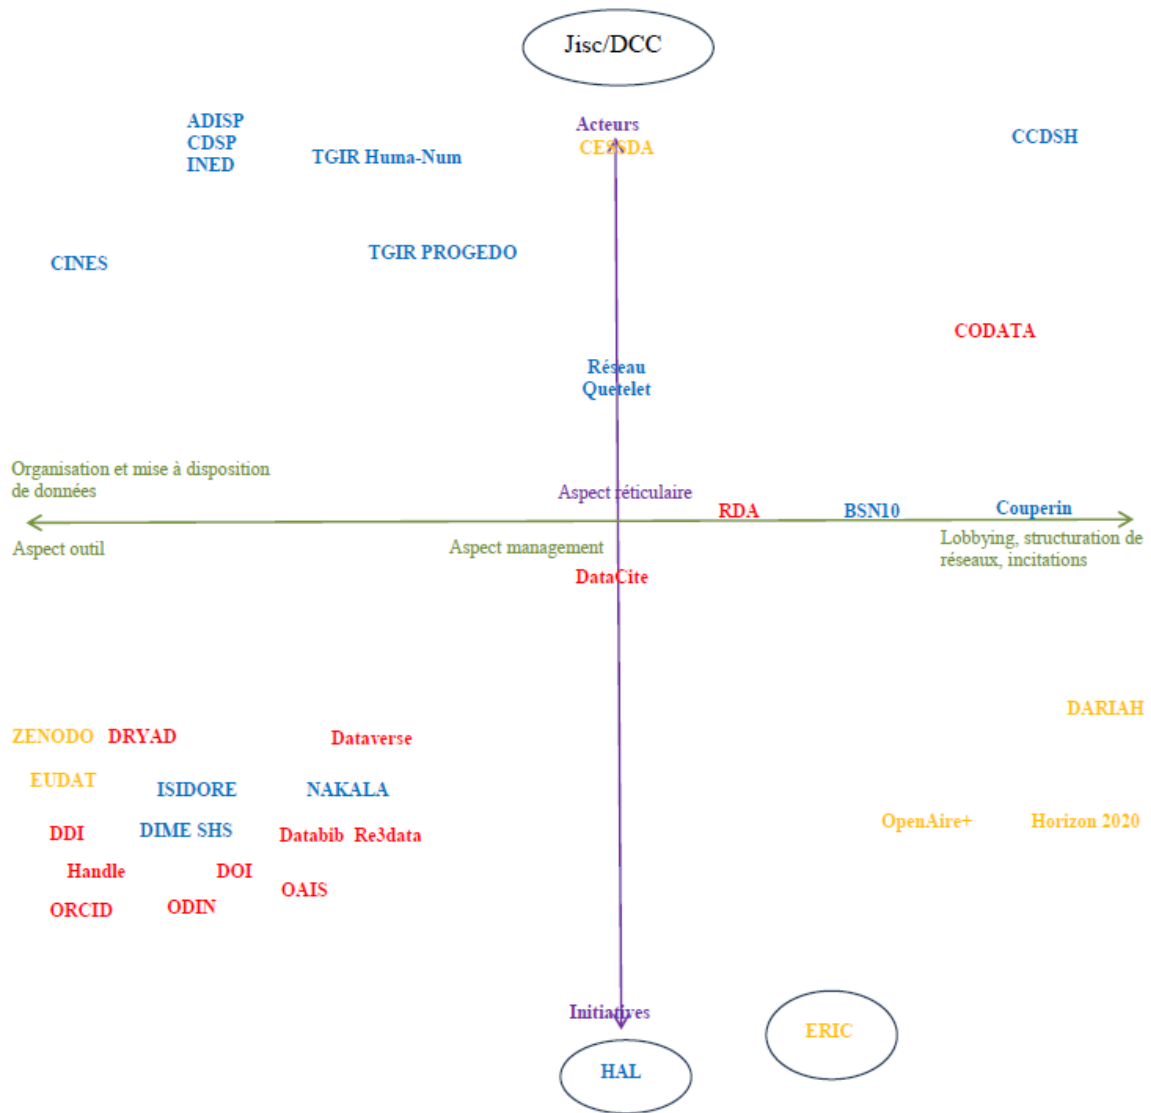 Jisc/DCC
ADISP
CDSP
INED
TGIR Huma-Num
Acteurs
CESSDA
CCDSH
CINES
TGIR PROGEDO
CODATA
Réseau
Quetelet
Organisation et mise à disposition
de données
Aspect réticulaire
RDA
BSN10
Couperin
Aspect outil
Aspect management
Lobbying, structuration de
réseaux, incitations
DataCite
DARIAH
ZENODO
DRYAD
Dataverse
EUDAT
ISIDORE
NAKALA
DDI
DIME SHS
Databib Re3data
OpenAire+
Horizon 2020
Handle
DOI
OAIS
ORCID
ODIN
Initiatives
ERIC
HAL